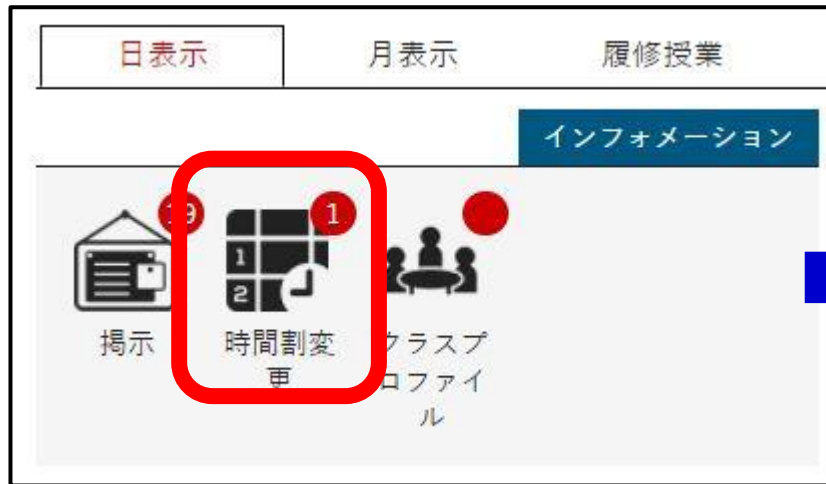 日表示
月表示
履修授業
インフォメーション
19
1
1
2
掲示
時間割変
更
クラスプ
ロファイ
ル